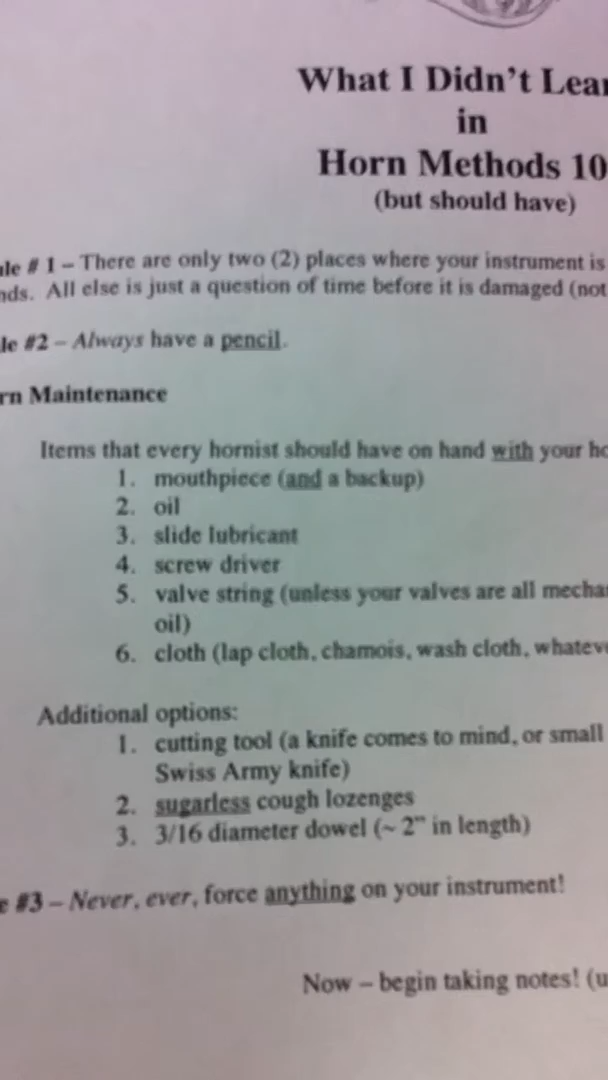 What I Didn't Lear
in
Horn Methods 10
(but should have)
ule # 1 – There are only two (2) places where your instrument is
nds. All else is just a question of time before it is damaged (not
le #2 – Always have a pencil.
rn Maintenance
Items that every hornist should have on hand with your ho
1. mouthpiece (and a backup)
2. oil
3. slide lubricant
4. screw driver
5. valve string (unless your valves are all mecha
oil)
6. cloth (lap cloth, chamois, wash cloth, whateve
Additional options:
1. cutting tool (a knife comes to mind, or small
Swiss Army knife)
2. sugarless cough lozenges
3. 3/16 diameter dowel (~ 2" in length)
e #3 – Never, ever, force anything on your instrument!
Now – begin taking notes! (u